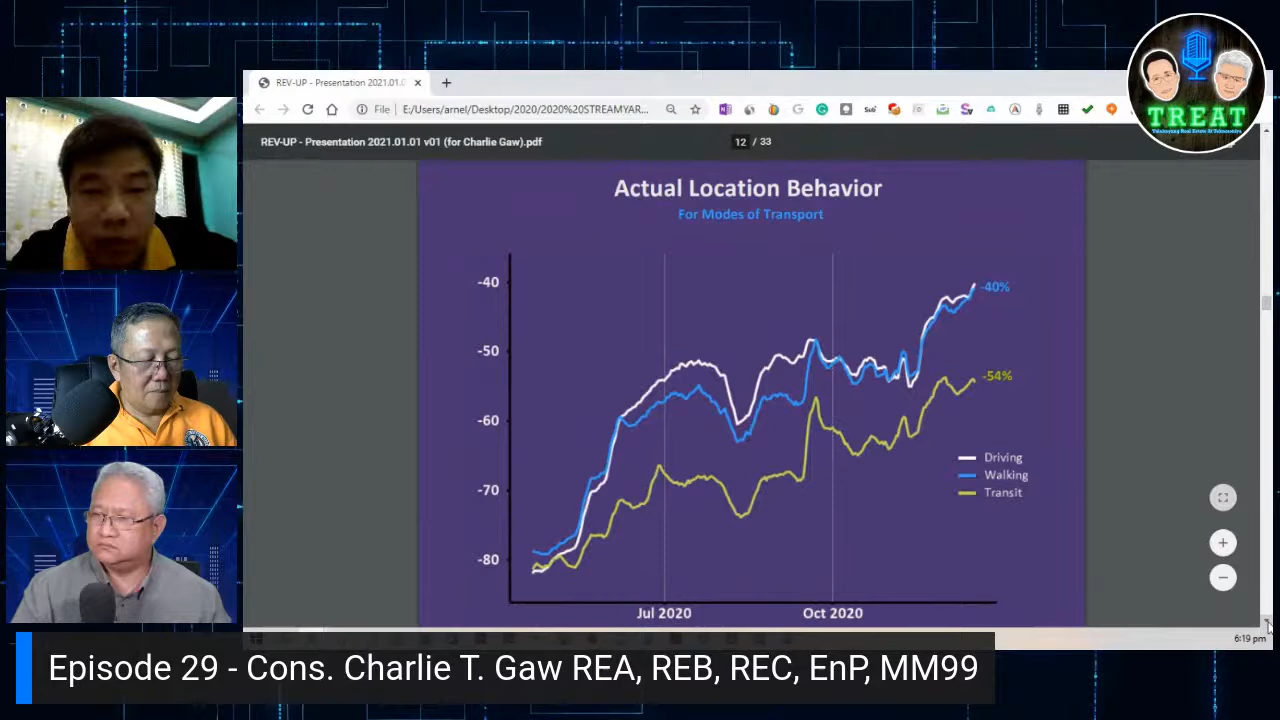 REV-UP - Presentation 2021.01.0
File
E:/Users/arnel/Desktop/2020/2020%20STREAMYAR...
REV-UP - Presentation 2021.01.01 v01 (for Charlie Gaw).pdf
12 / 33
TREAT
Actual Location Behavior
For Modes of Transport
-40
-50
-60
-70
-80
-40%
-54%
Driving
Walking
Transit
Jul 2020
Oct 2020
6:19 pm
Episode 29 - Cons. Charlie T. Gaw REA, REB, REC, EnP, MM99